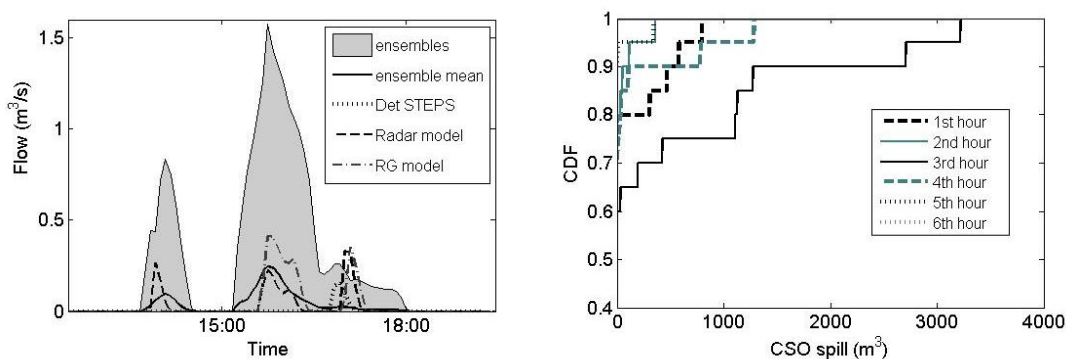 1.5
1
0.5
0
Flow (m³/s)
15:00
18:00
Time
ensembles
ensemble mean
Det STEPS
Radar model
RG model
1
0.9
0.8
0.7
0.6
0.5
0.4
CDF
0
1000
2000
3000
4000
CSO spill (m³)
1st hour
2nd hour
3rd hour
4th hour
5th hour
6th hour